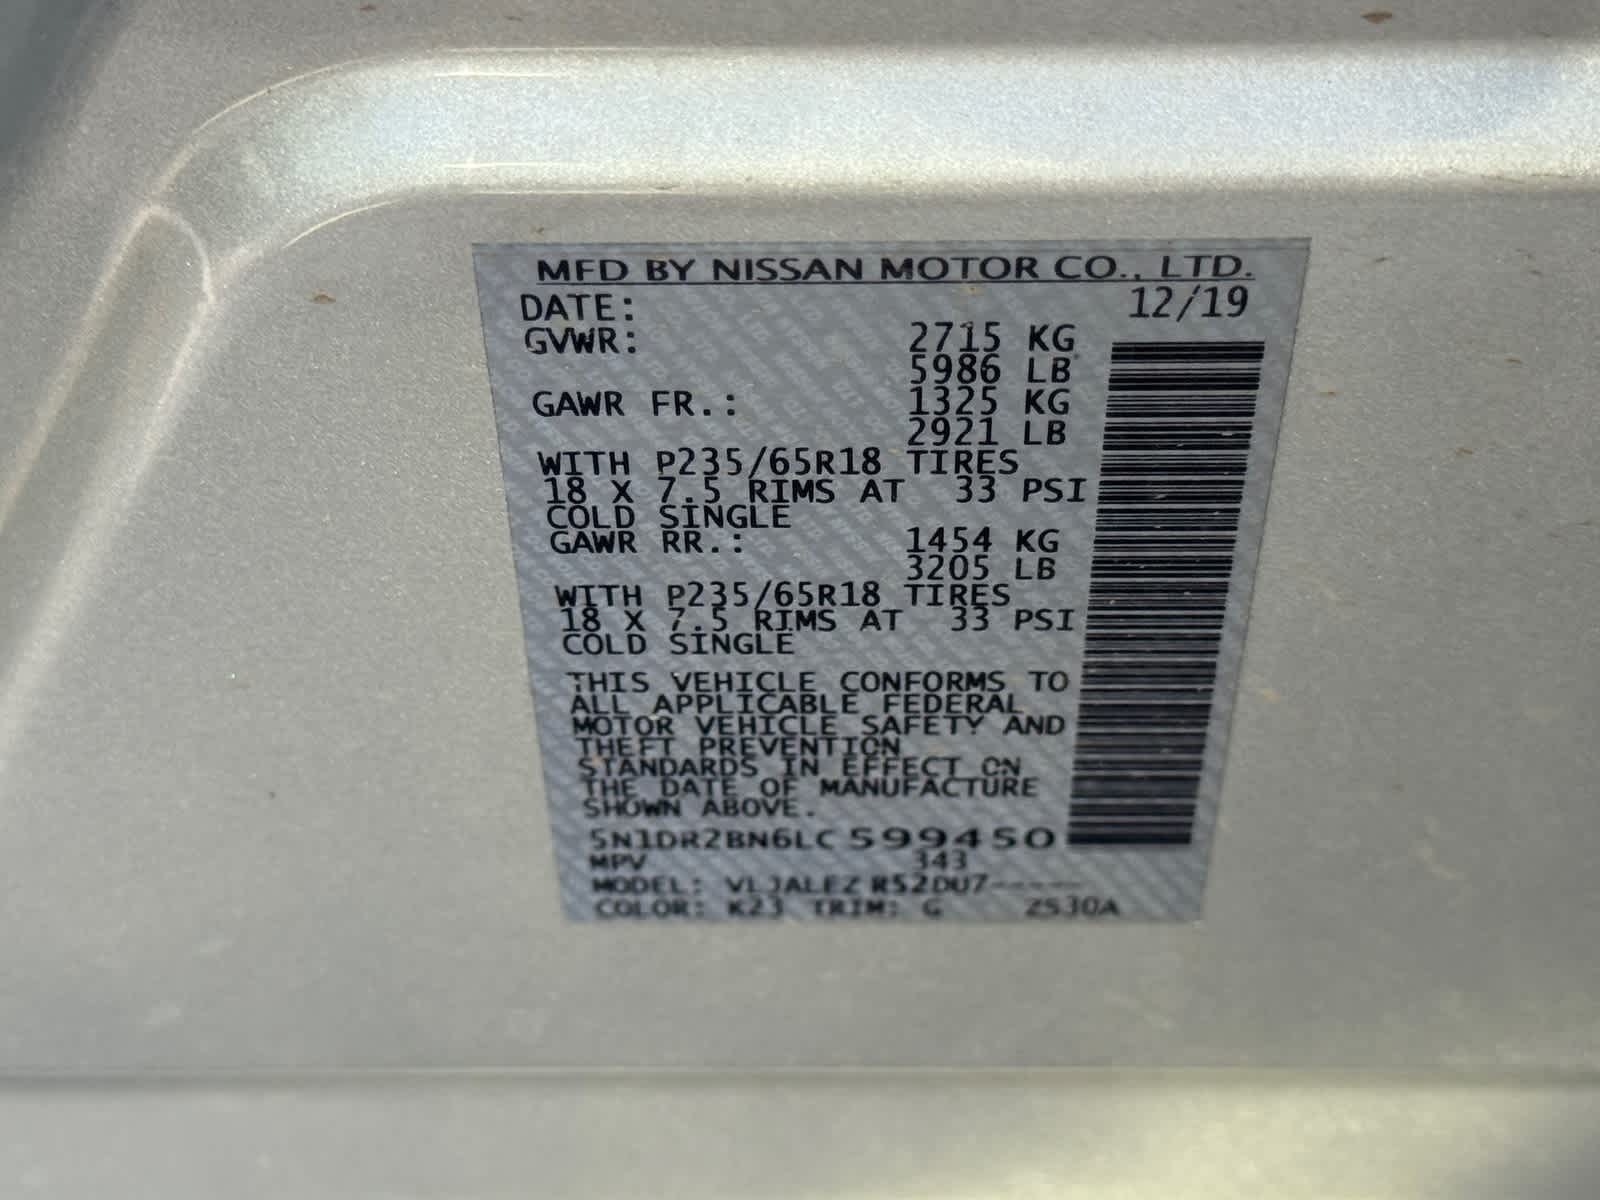 MFD BY NISSAN MOTOR CO., LTD.
DATE: 12/19
GVWR: 2715 KG
5986 LB
GAWR FR.: 1325 KG
2921 LB
WITH P235/65R18 TIRES
18 X 7.5 RIMS AT 33 PSI
COLD SINGLE
GAWR RR.: 1454 KG
3205 LB
WITH P235/65R18 TIRES
18 X 7.5 RIMS AT 33 PSI
COLD SINGLE
THIS VEHICLE CONFORMS TO
ALL APPLICABLE FEDERAL
MOTOR VEHICLE SAFETY AND
THEFT PREVENTION
STANDARDS IN EFFECT ON
THE DATE OF MANUFACTURE
SHOWN ABOVE.
5N1DR2BN6LC599450
MPV 343
MODEL: VLJALEZ R52DU7-----
COLOR: K23 TRIM: G ZS30A